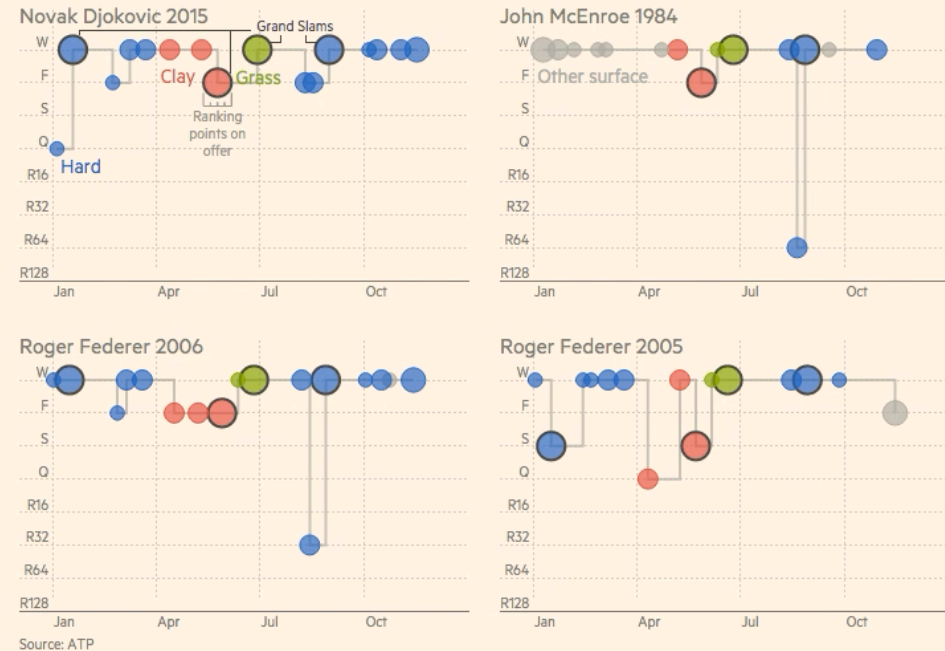 Novak Djokovic 2015
Grand Slams
W
F
S
Q
R16
R32
R64
R128
Clay
Grass
Ranking
points on
offer
Hard
Jan
Apr
Jul
Oct
John McEnroe 1984
W
F
S
Q
R16
R32
R64
R128
Other surface
Jan
Apr
Jul
Oct
Roger Federer 2006
W
F
S
Q
R16
R32
R64
R128
Jan
Apr
Jul
Oct
Roger Federer 2005
W
F
S
Q
R16
R32
R64
R128
Jan
Apr
Jul
Oct
Source: ATP